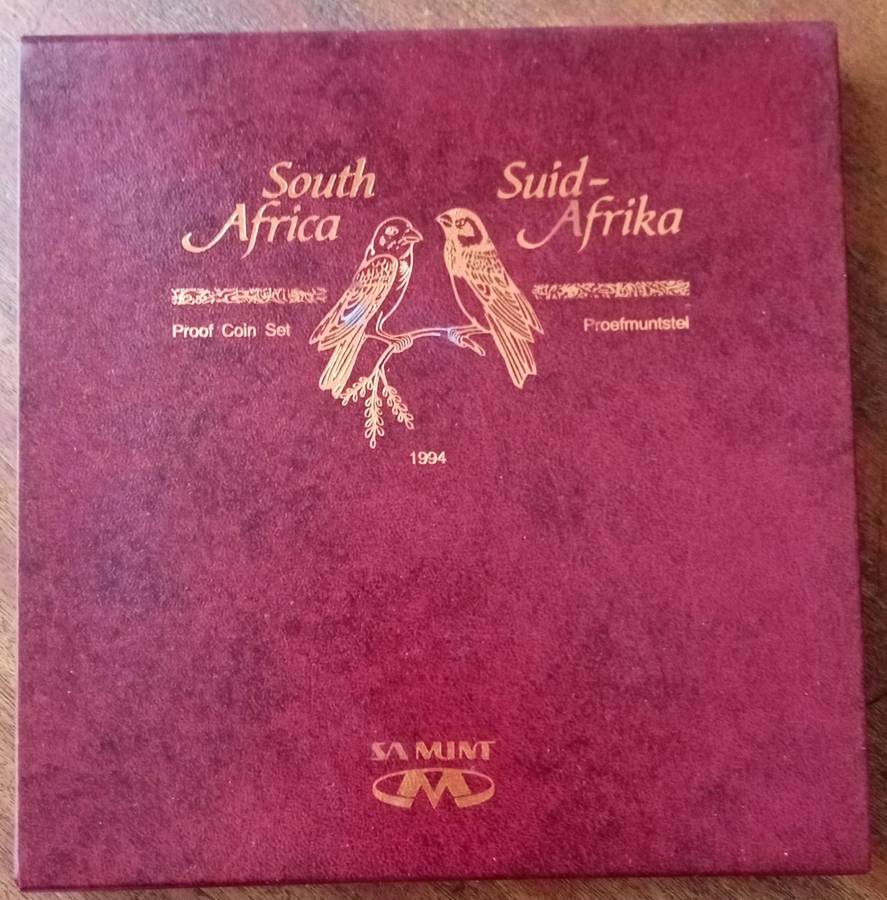 South
Africa
Proof Coin Set
Suid-
Afrika
Proefmuntstel
1994
SA MINT